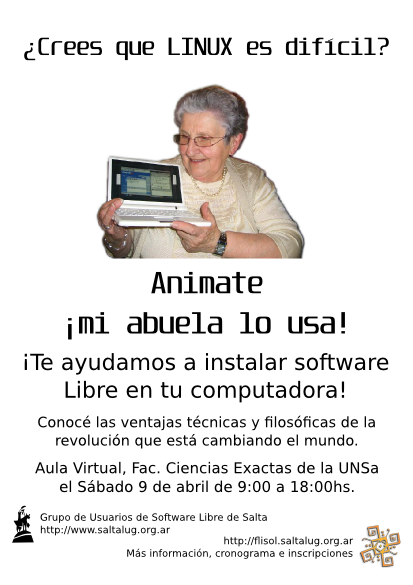 ¿Crees que LINUX es difícil?
Animate
¡mi abuela lo usa!
¡Te ayudamos a instalar software
Libre en tu computadora!
Conocé las ventajas técnicas y filosóficas de la
revolución que está cambiando el mundo.
Aula Virtual, Fac. Ciencias Exactas de la UNSa
el Sábado 9 de abril de 9:00 a 18:00hs.
Grupo de Usuarios de Software Libre de Salta
http://www.saltalug.org.ar
http://flisol.saltalug.org.ar
Más información, cronograma e inscripciones